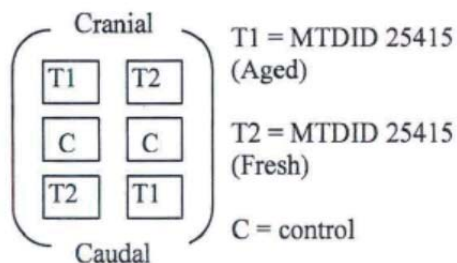 Cranial
T1 T2
C C
T2 T1
Caudal
T1 = MTDID 25415
(Aged)
T2 = MTDID 25415
(Fresh)
C = control